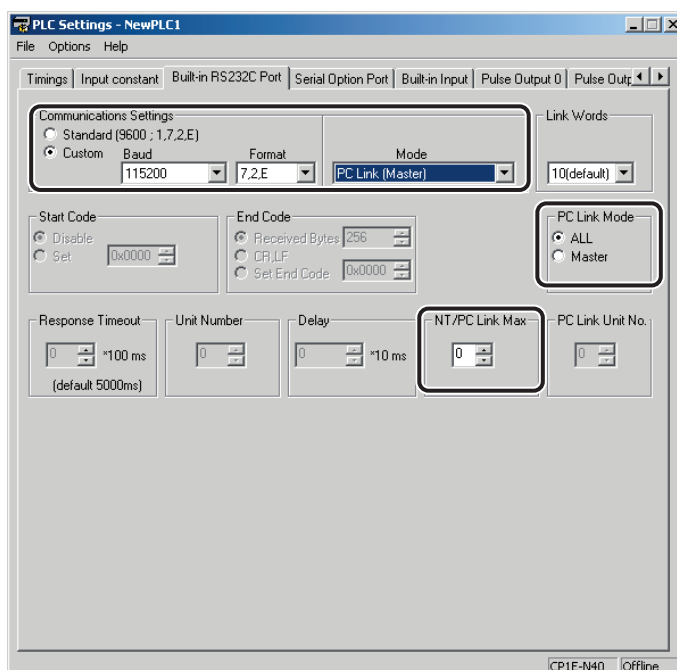 PLC Settings - NewPLC1
File Options Help
Timings Input constant Built-in RS232C Port Serial Option Port Built-in Input Pulse Output 0 Pulse Outp
Communications Settings
Link Words
Standard (9600 ; 1,7,2,E)
Custom Baud Format Mode
115200 7,2,E PC Link (Master) 10(default)
Start Code End Code PC Link Mode
Disable Received Bytes 256 ALL
Set 0x0000 CR,LF Master
Set End Code 0x0000
Response Timeout Unit Number Delay NT/PC Link Max PC Link Unit No.
0 *100 ms 0 0 *10 ms 0 0
(default 5000ms)
CP1E-N40 Offline